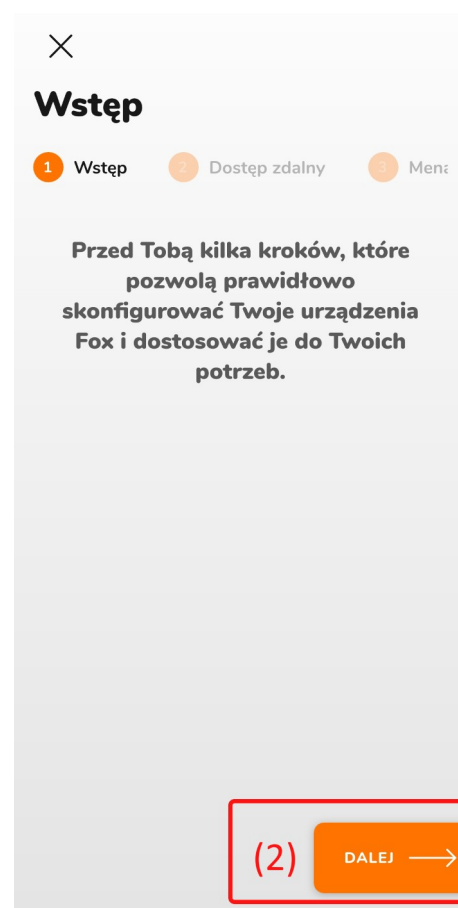 Wstęp
1 Wstęp 2 Dostęp zdalny 3 Mena
Przed Tobą kilka kroków, które
pozwolą prawidłowo
skonfigurować Twoje urządzenia
Fox i dostosować je do Twoich
potrzeb.
(2) DALEJ